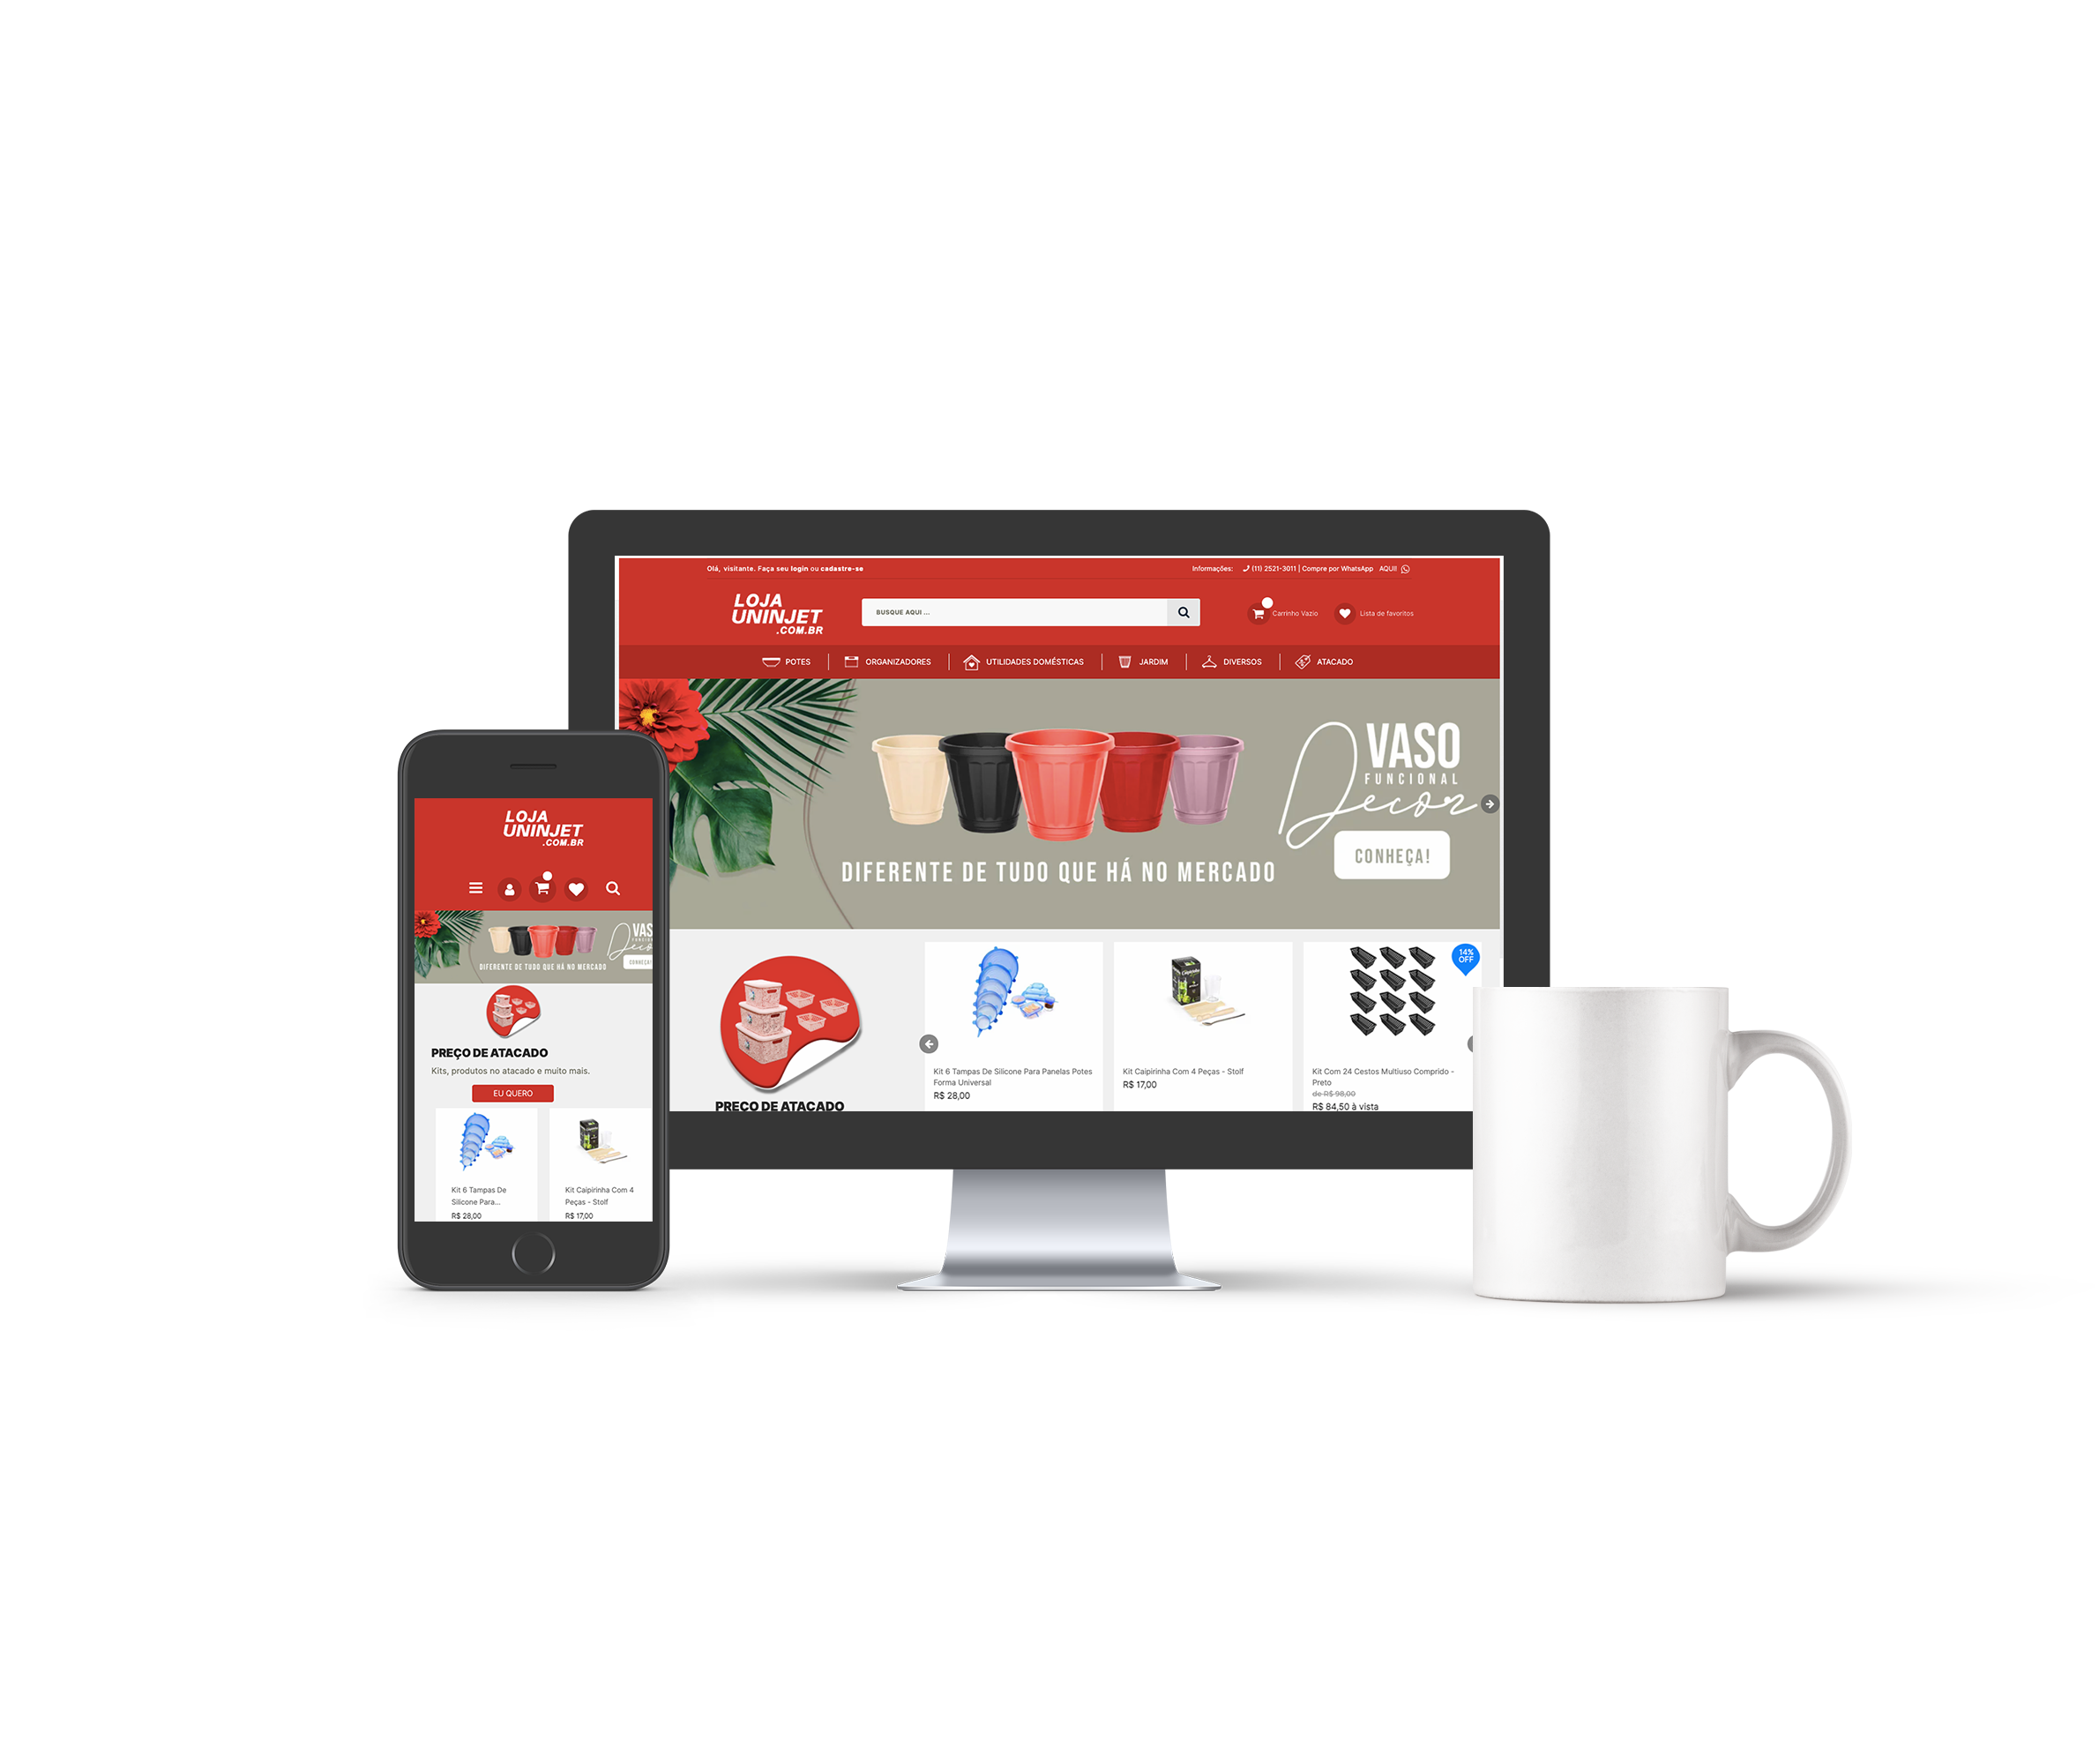 Olá, visitante. Faça seu login ou cadastre-se
Informações: (11) 2521-3011 | Compre por WhatsApp AQUI!
LOJA
UNINJET
.COM.BR
BUSQUE AQUI ...
Carrinho Vazio
Lista de favoritos
POTES
ORGANIZADORES
UTILIDADES DOMÉSTICAS
JARDIM
DIVERSOS
ATACADO
VASO
FUNCIONAL
Decor
CONHEÇA!
DIFERENTE DE TUDO QUE HÁ NO MERCADO
PREÇO DE ATACADO
Kit 6 Tampas De Silicone Para Panelas Potes
Forma Universal
R$ 28,00
Kit Caipirinha Com 4 Peças - Stolf
R$ 17,00
14%
OFF
Kit Com 24 Cestos Multiuso Comprido -
Preto
de R$ 98,00
R$ 84,50 à vista
LOJA
UNINJET
.COM.BR
VAS
Deco
CONHEÇA!
DIFERENTE DE TUDO QUE HÁ NO MERCADO
PREÇO DE ATACADO
Kits, produtos no atacado e muito mais.
EU QUERO
Kit 6 Tampas De
Silicone Para...
R$ 28,00
Kit Caipirinha Com 4
Peças - Stolf
R$ 17,00